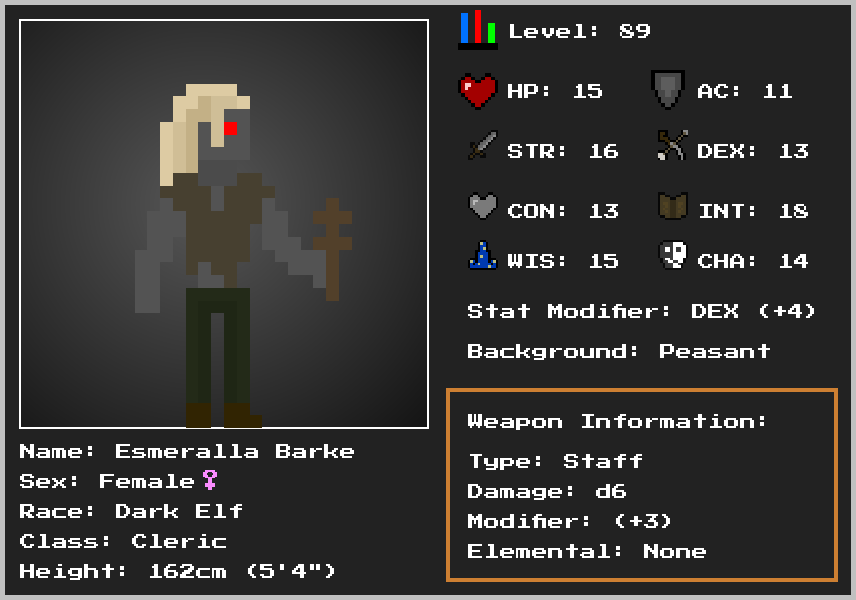 Level: 89
HP: 15
AC: 11
STR: 16
DEX: 13
CON: 13
INT: 18
WIS: 15
CHA: 14
Stat Modifier: DEX (+4)
Background: Peasant
Weapon Information:
Type: Staff
Damage: d6
Modifier: (+3)
Elemental: None
Name: Esmeralla Barke
Sex: Female♀
Race: Dark Elf
Class: Cleric
Height: 162cm (5'4")